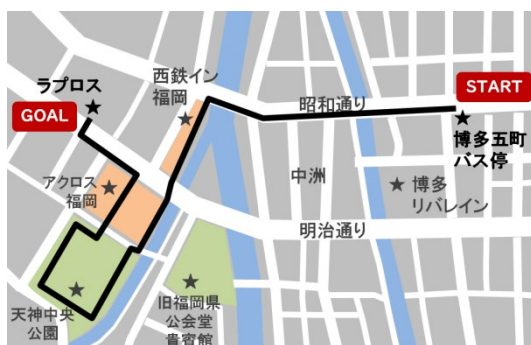 西鉄イン
福岡
ラプロス
GOAL
START
昭和通り
博多五町
バス停
中洲
博多
リバレイン
アクロス
福岡
明治通り
天神中央
公園
旧福岡県
公会堂
貴賓館